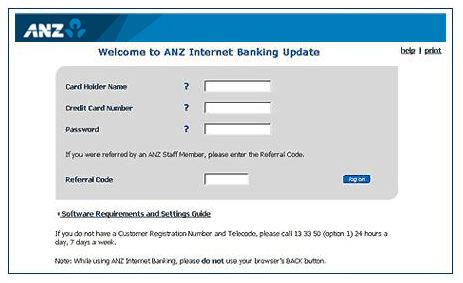 ANZ
Welcome to ANZ Internet Banking Update
help | print
Card Holder Name ?
Credit Card Number ?
Password ?
If you were referred by an ANZ Staff Member, please enter the Referral Code.
Referral Code
log on
Software Requirements and Settings Guide
If you do not have a Customer Registration Number and Telecode, please call 13 33 50 (option 1) 24 hours a
day, 7 days a week.
Note: While using ANZ Internet Banking, please do not use your browser's BACK button.